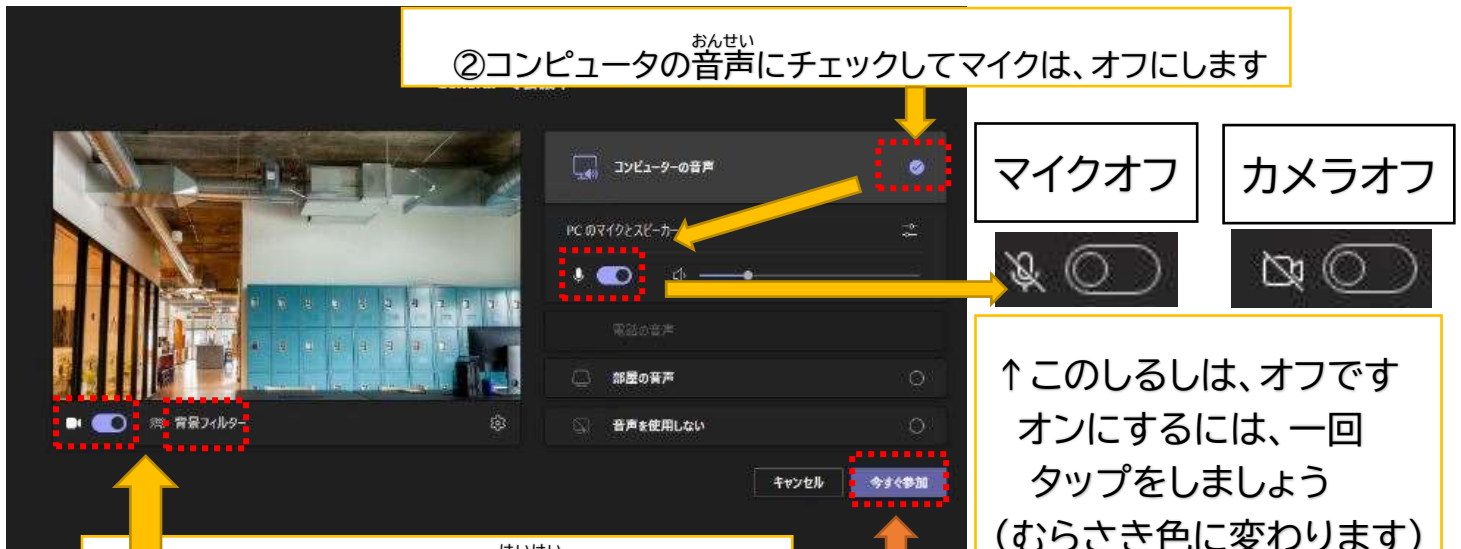 おんせい
②コンピュータの音声にチェックしてマイクは、オフにします
コンピューターの音声
PC のマイクとスピーカー
電話の音声
部屋の音声
音声を使用しない
背景フィルター
キャンセル
今すぐ参加
マイクオフ
カメラオフ
↑このしるしは、オフです
オンにするには、一回
タップをしましょう
(むらさき色に変わります)
はいけい